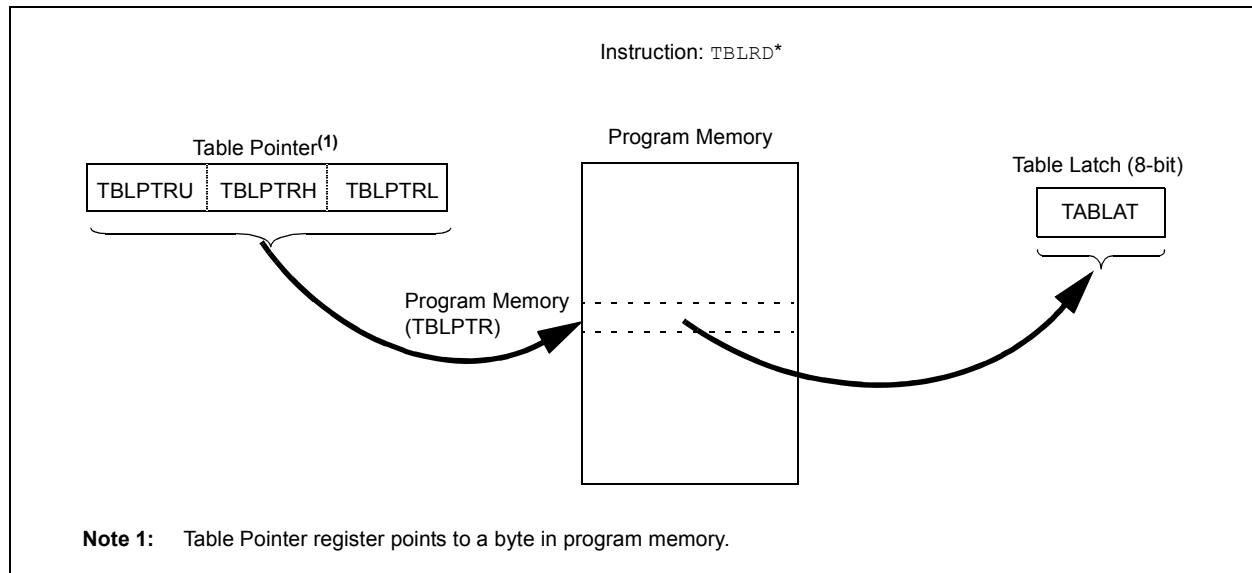 Instruction: TBLRD*
Table Pointer(1)
TBLPTRU TBLPTRH TBLPTRL
Program Memory
Table Latch (8-bit)
TABLAT
Program Memory
(TBLPTR)
Note 1: Table Pointer register points to a byte in program memory.